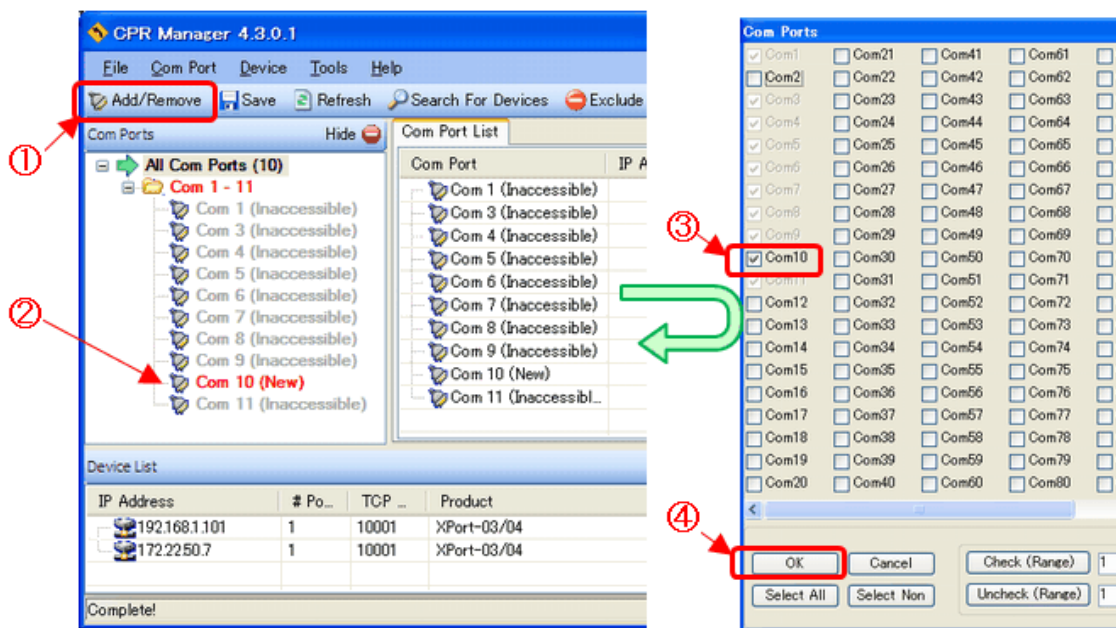 CPR Manager 4.3.0.1
File Com Port Device Tools Help
Add/Remove Save Refresh Search For Devices Exclude
Com Ports Hide
All Com Ports (10)
Com 1 - 11
Com 1 (Inaccessible)
Com 3 (Inaccessible)
Com 4 (Inaccessible)
Com 5 (Inaccessible)
Com 6 (Inaccessible)
Com 7 (Inaccessible)
Com 8 (Inaccessible)
Com 9 (Inaccessible)
Com 10 (New)
Com 11 (Inaccessible)
①
②
Com Port List
Com Port IP A
Com 1 (Inaccessible)
Com 3 (Inaccessible)
Com 4 (Inaccessible)
Com 5 (Inaccessible)
Com 6 (Inaccessible)
Com 7 (Inaccessible)
Com 8 (Inaccessible)
Com 9 (Inaccessible)
Com 10 (New)
Com 11 (Inaccessibl...
Device List
IP Address # Po... TCP ... Product
192.168.1.101 1 10001 XPort-03/04
172.22.50.7 1 10001 XPort-03/04
Complete!
Com Ports
Com1 Com21 Com41 Com61
Com2 Com22 Com42 Com62
Com3 Com23 Com43 Com63
Com4 Com24 Com44 Com64
Com5 Com25 Com45 Com65
Com6 Com26 Com46 Com66
Com7 Com27 Com47 Com67
Com8 Com28 Com48 Com68
Com9 Com29 Com49 Com69
③
Com10 Com30 Com50 Com70
Com11 Com31 Com51 Com71
Com12 Com32 Com52 Com72
Com13 Com33 Com53 Com73
Com14 Com34 Com54 Com74
Com15 Com35 Com55 Com75
Com16 Com36 Com56 Com76
Com17 Com37 Com57 Com77
Com18 Com38 Com58 Com78
Com19 Com39 Com59 Com79
Com20 Com40 Com60 Com80
④
OK Cancel Check (Range) 1
Select All Select Non Uncheck (Range) 1